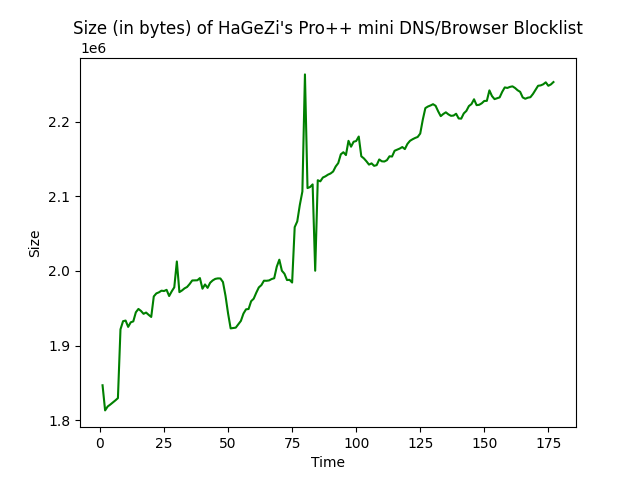 Size (in bytes) of HaGeZi's Pro++ mini DNS/Browser Blocklist
1e6
2.2
2.1
2.0
1.9
1.8
Size
0 25 50 75 100 125 150 175
Time